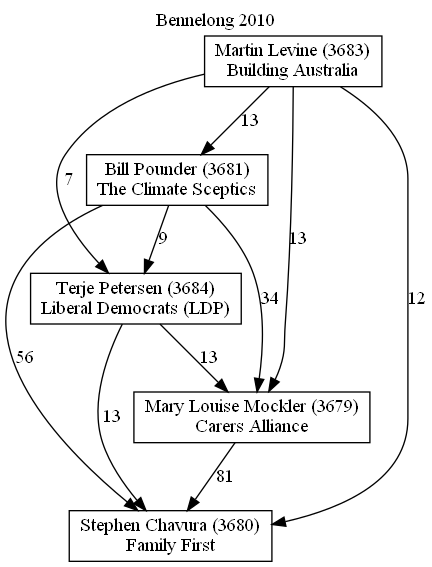 Bennelong 2010
Martin Levine (3683)
Building Australia
13
Bill Pounder (3681)
The Climate Sceptics
7
9
13
Terje Petersen (3684)
Liberal Democrats (LDP)
34
12
56
13
13
Mary Louise Mockler (3679)
Carers Alliance
81
Stephen Chavura (3680)
Family First